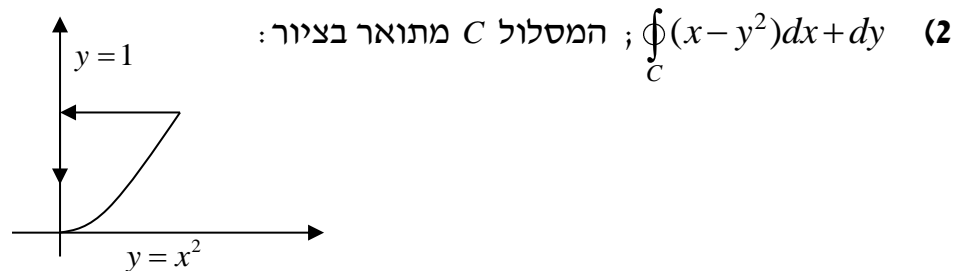 2) ∮_C (x − y²)dx + dy ; המסלול C מתואר בציור:
y = 1
y = x²